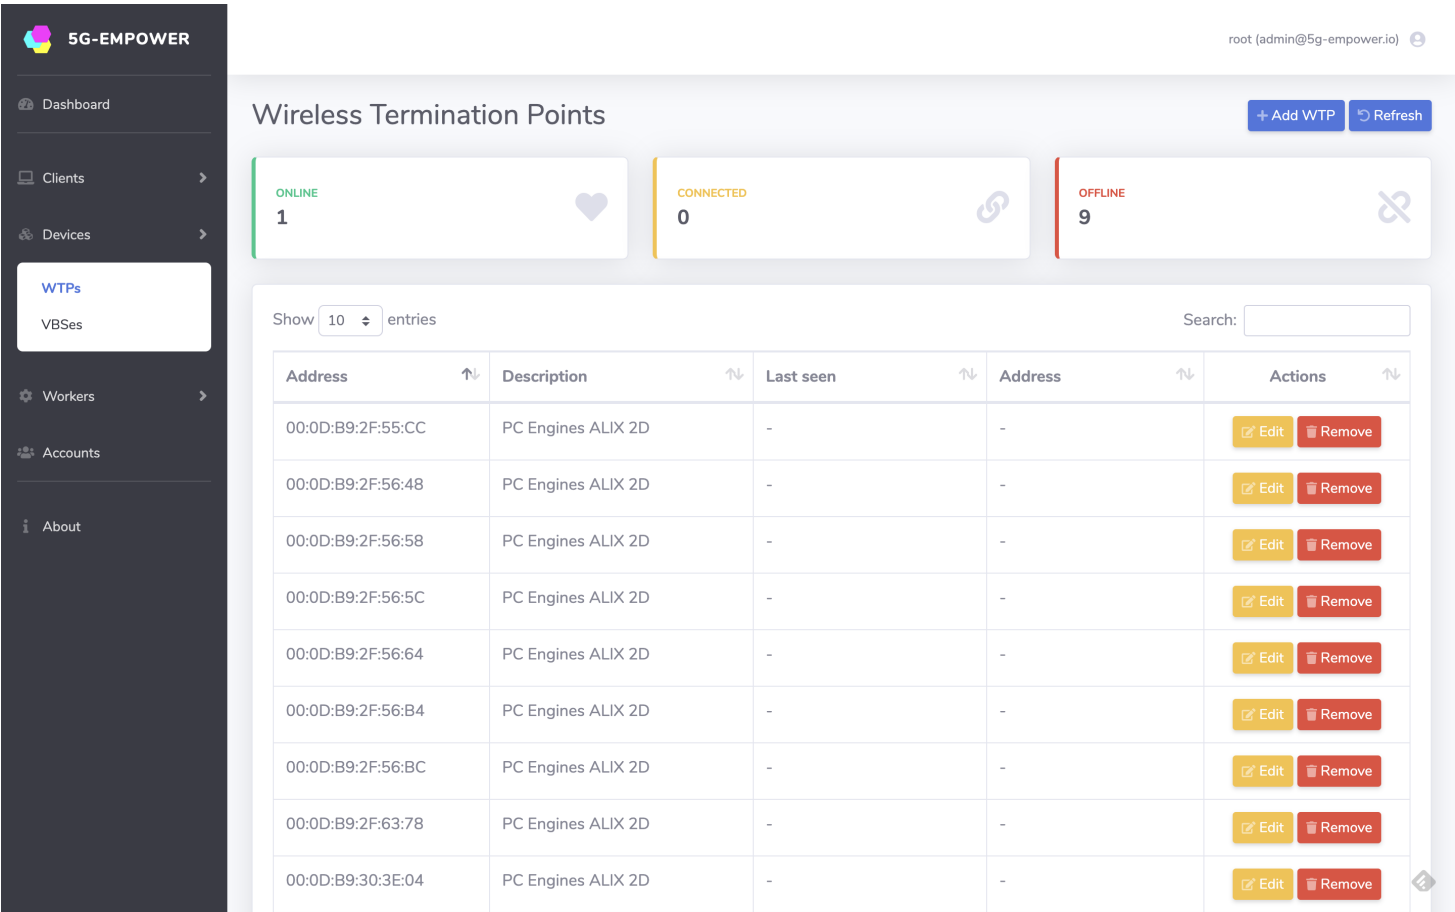 5G-EMPOWER
root (admin@5g-empower.io)
Dashboard
Clients
Devices
WTPs
VBSes
Workers
Accounts
About
Wireless Termination Points
Add WTP Refresh
ONLINE
1
CONNECTED
0
OFFLINE
9
Show 10 entries
Search:
Address Description Last seen Address Actions
00:0D:B9:2F:55:CC PC Engines ALIX 2D - - Edit Remove
00:0D:B9:2F:56:48 PC Engines ALIX 2D - - Edit Remove
00:0D:B9:2F:56:58 PC Engines ALIX 2D - - Edit Remove
00:0D:B9:2F:56:5C PC Engines ALIX 2D - - Edit Remove
00:0D:B9:2F:56:64 PC Engines ALIX 2D - - Edit Remove
00:0D:B9:2F:56:B4 PC Engines ALIX 2D - - Edit Remove
00:0D:B9:2F:56:BC PC Engines ALIX 2D - - Edit Remove
00:0D:B9:2F:63:78 PC Engines ALIX 2D - - Edit Remove
00:0D:B9:30:3E:04 PC Engines ALIX 2D - - Edit Remove